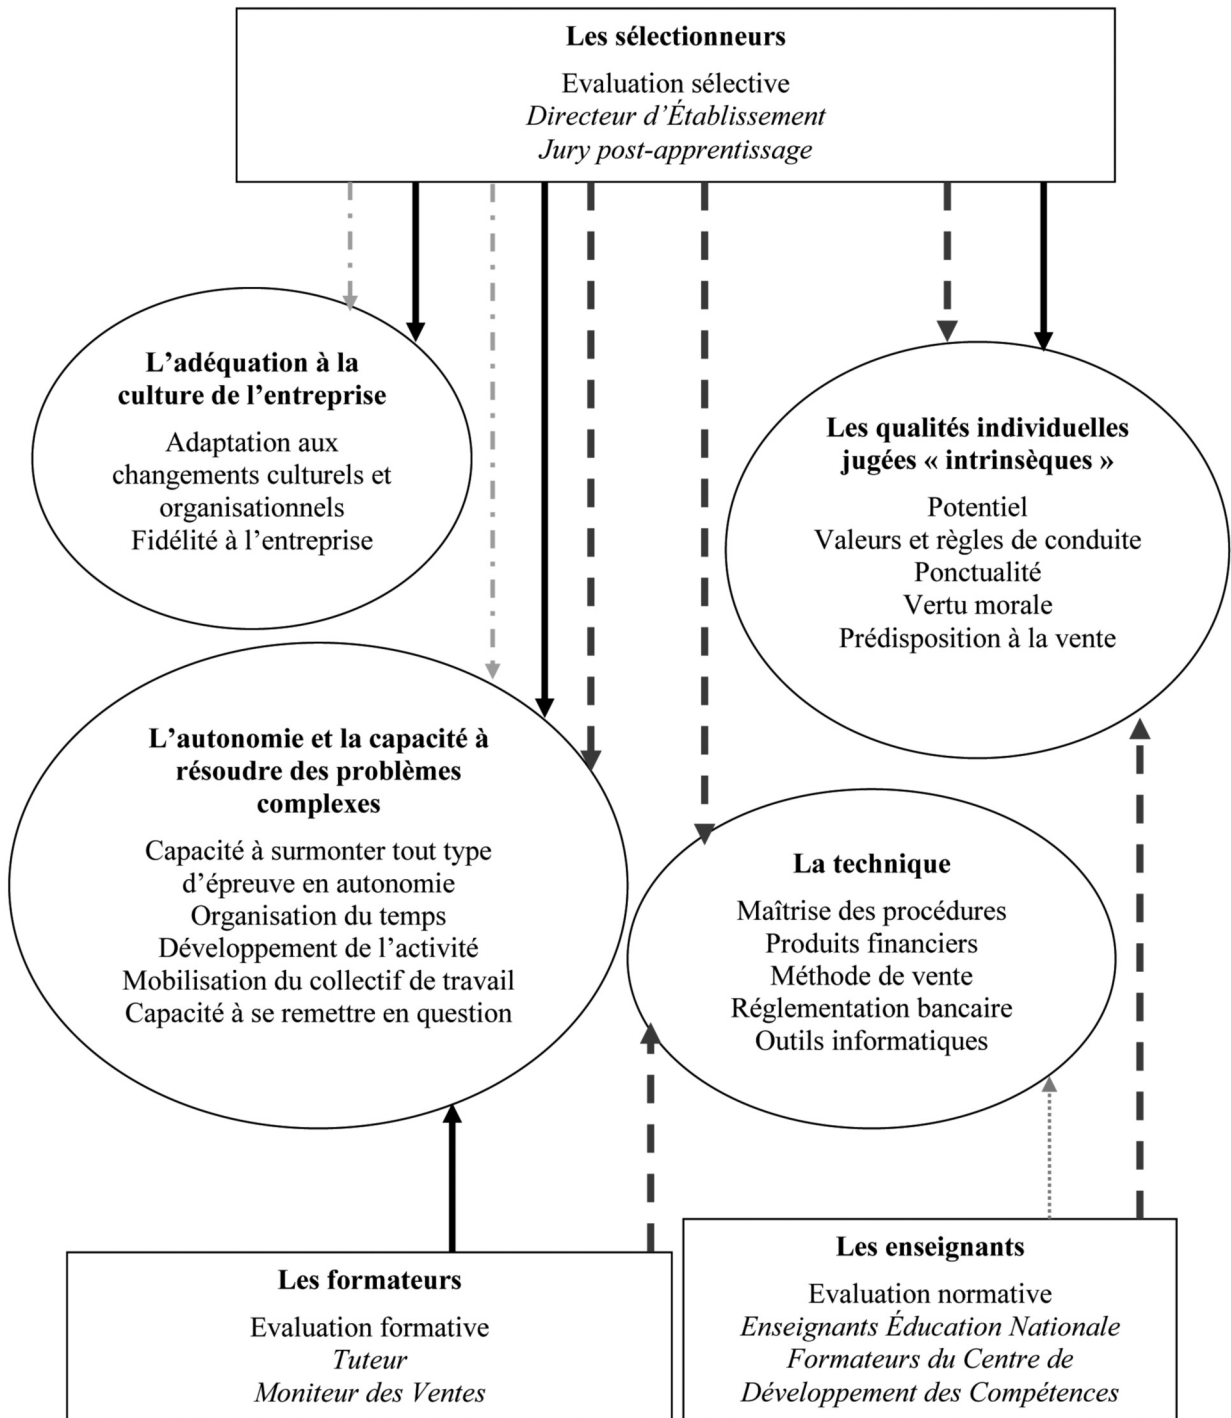 Les sélectionneurs
Evaluation sélective
Directeur d’Établissement
Jury post-apprentissage
L’adéquation à la
culture de l’entreprise
Adaptation aux
changements culturels et
organisationnels
Fidélité à l’entreprise
Les qualités individuelles
jugées « intrinsèques »
Potentiel
Valeurs et règles de conduite
Ponctualité
Vertu morale
Prédisposition à la vente
L’autonomie et la capacité à
résoudre des problèmes
complexes
Capacité à surmonter tout type
d’épreuve en autonomie
Organisation du temps
Développement de l’activité
Mobilisation du collectif de travail
Capacité à se remettre en question
La technique
Maîtrise des procédures
Produits financiers
Méthode de vente
Réglementation bancaire
Outils informatiques
Les formateurs
Evaluation formative
Tuteur
Moniteur des Ventes
Les enseignants
Evaluation normative
Enseignants Éducation Nationale
Formateurs du Centre de
Développement des Compétences